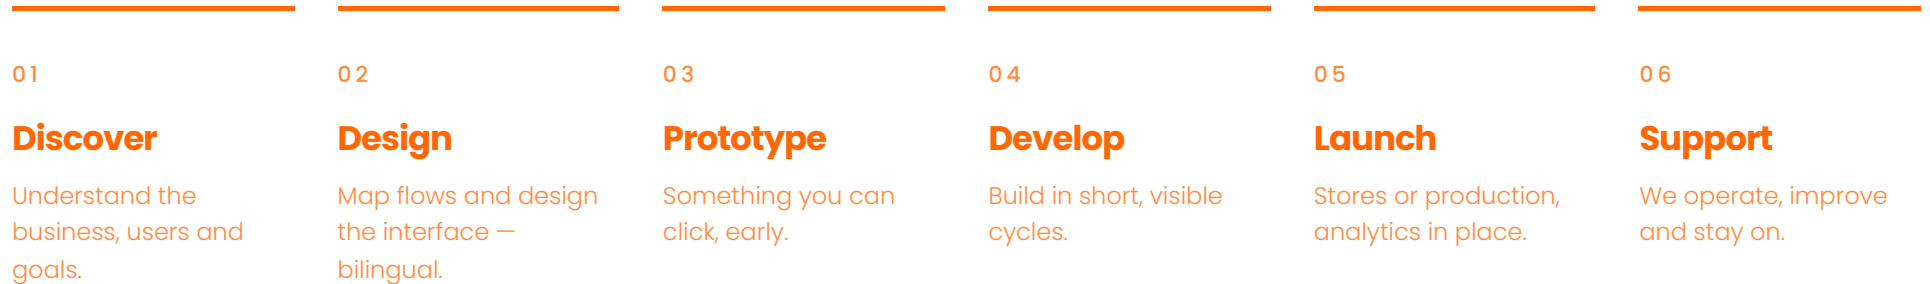 01
Discover
Understand the
business, users and
goals.
02
Design
Map flows and design
the interface —
bilingual.
03
Prototype
Something you can
click, early.
04
Develop
Build in short, visible
cycles.
05
Launch
Stores or production,
analytics in place.
06
Support
We operate, improve
and stay on.